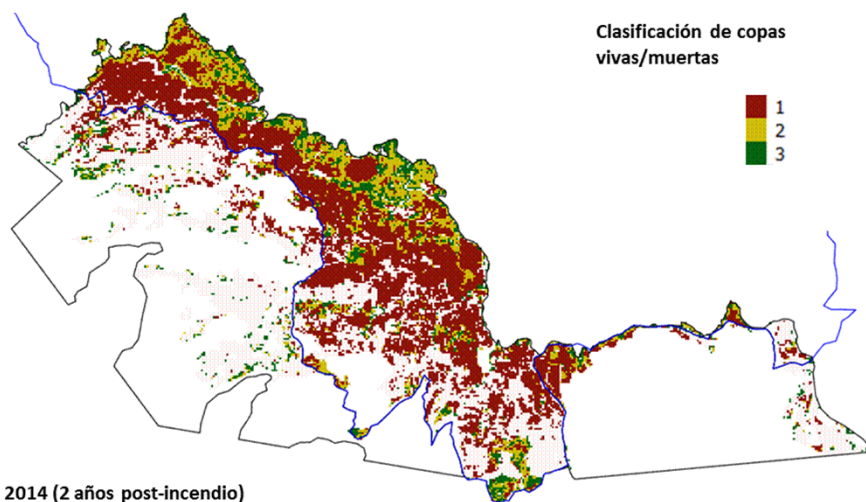 Clasificación de copas
vivas/muertas
1
2
3
2014 (2 años post-incendio)